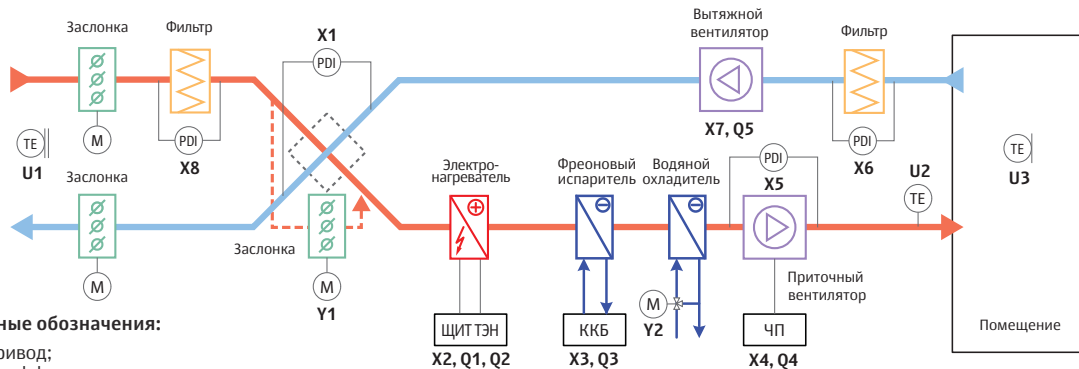 Заслонка
Фильтр
X1
Вытяжной
вентилятор
Фильтр
PDI
TE
U1
M
PDI
X8
X7, Q5
PDI
X6
TE
U3
Заслонка
Электро-
нагреватель
Фреоновый
испаритель
Водяной
охладитель
PDI
X5
U2
TE
Заслонка
M
M
Y1
M
Y2
Приточный
вентилятор
Помещение
ные обозначения:
ривод;
ЩИТ ТЭН
ККБ
ЧП
X2, Q1, Q2
X3, Q3
X4, Q4